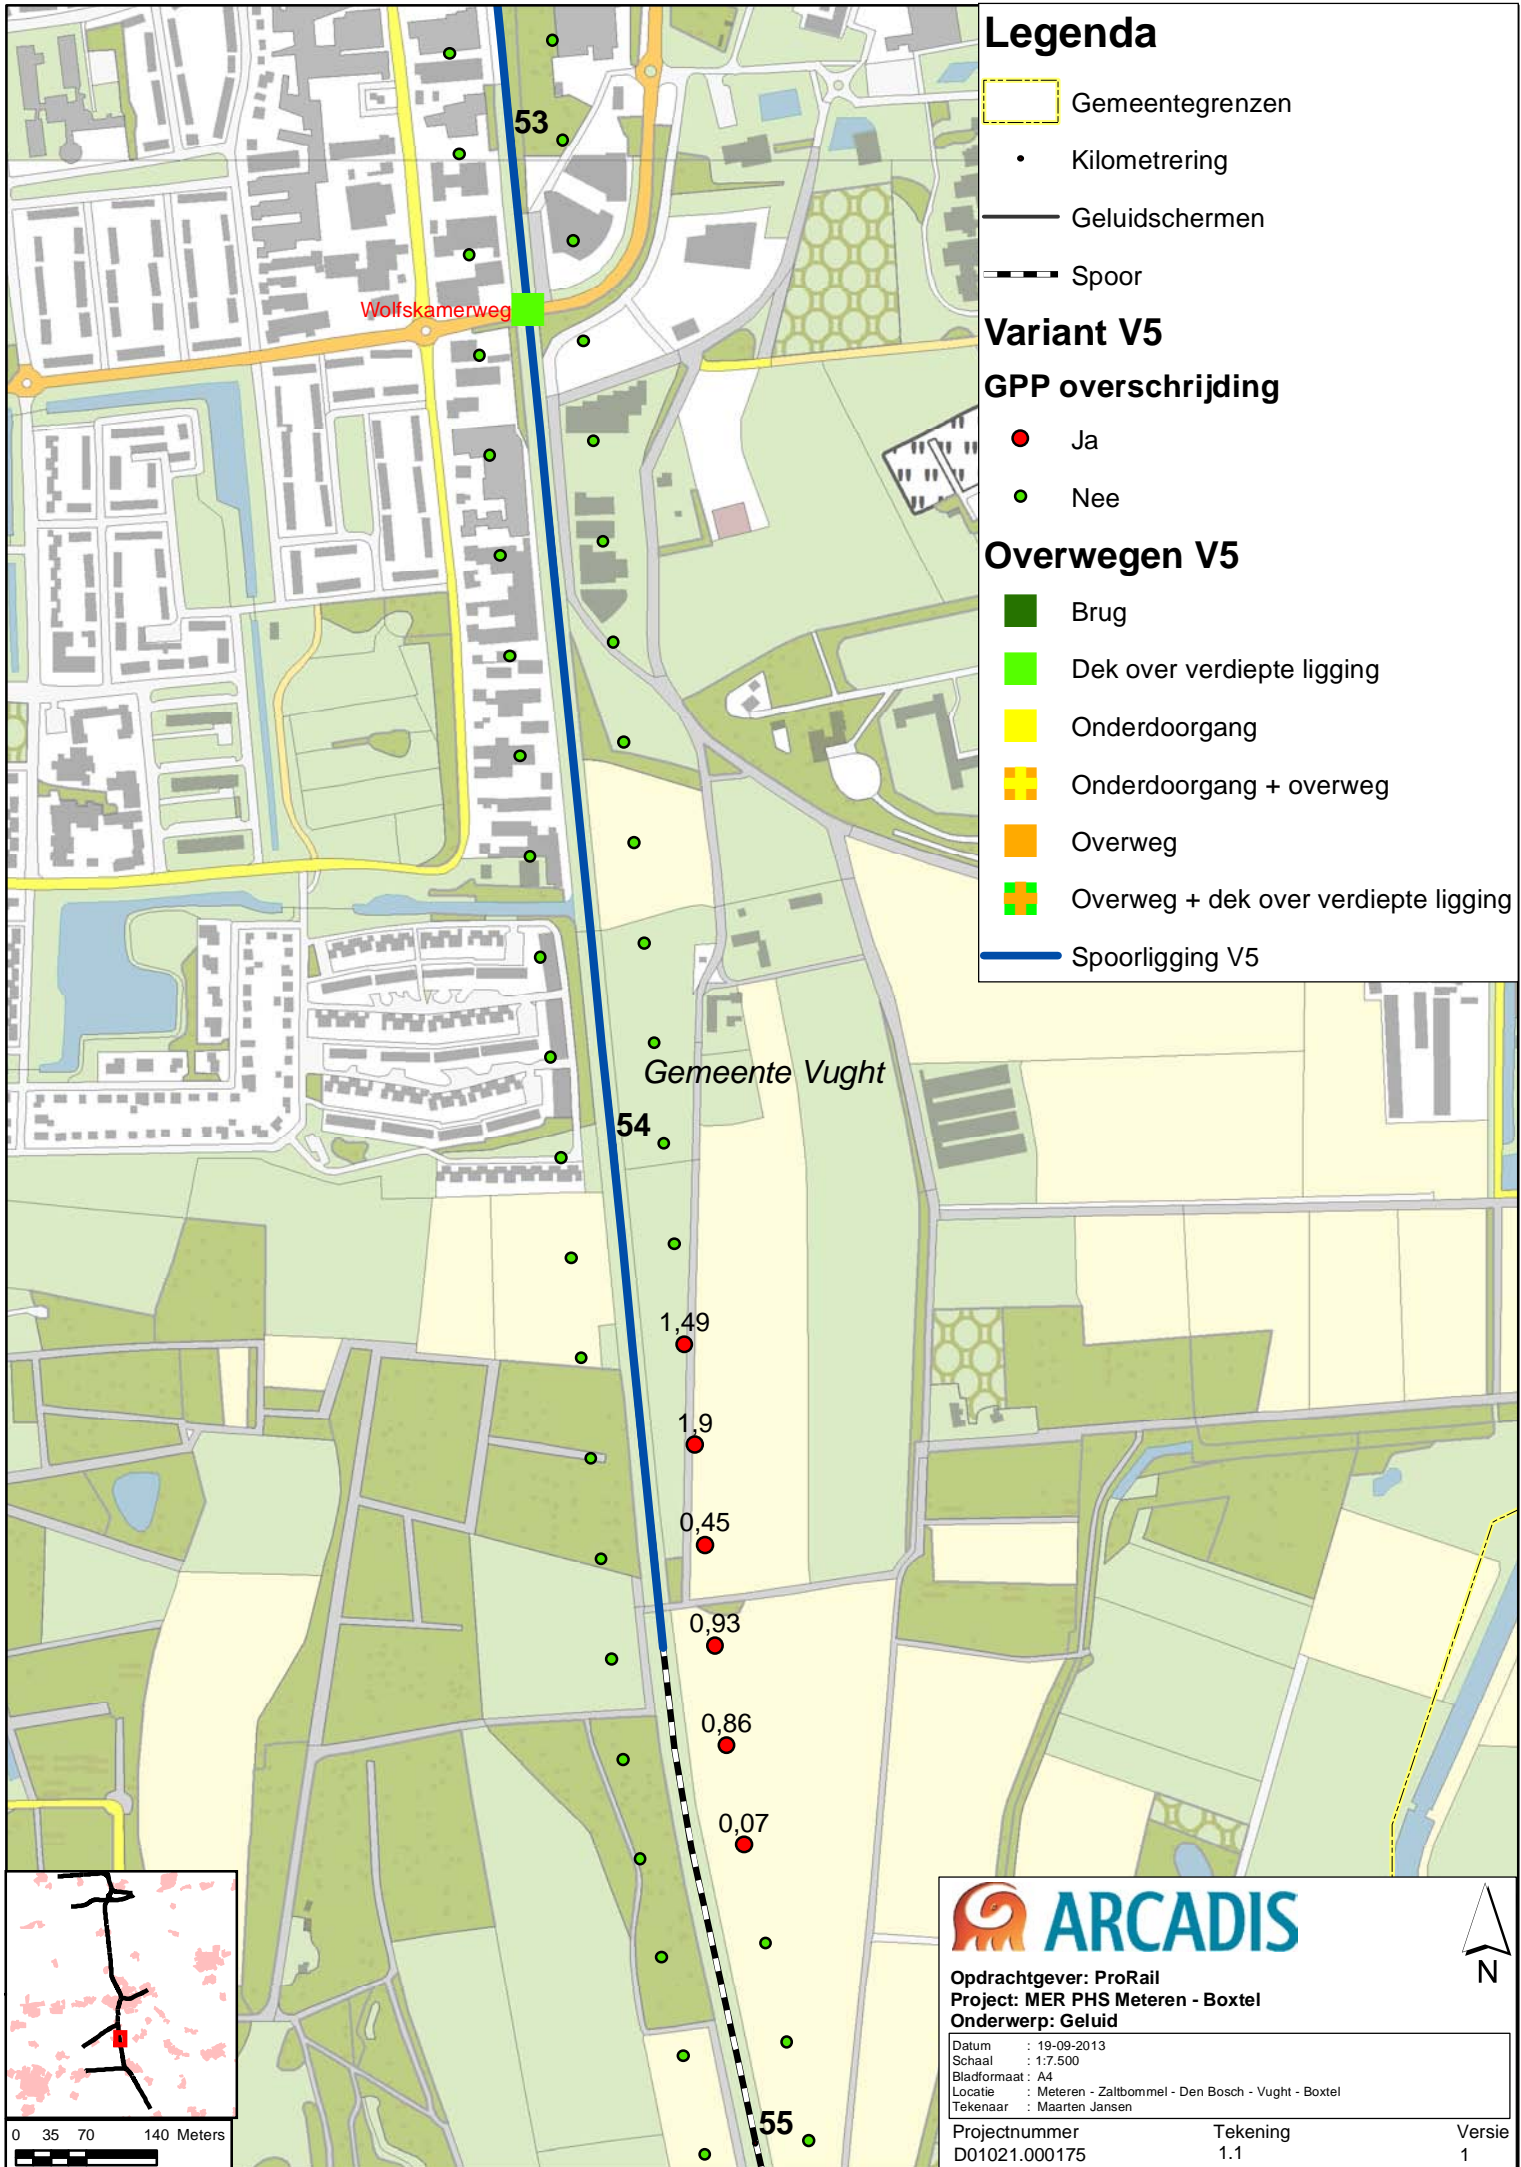 Legenda
Gemeentegrenzen
Kilometrering
Geluidschermen
Spoor
Variant V5
GPP overschrijding
Ja
Nee
Overwegen V5
Brug
Dek over verdiepte ligging
Onderdoorgang
Onderdoorgang + overweg
Overweg
Overweg + dek over verdiepte ligging
Spoorligging V5
53
Wolfskamerweg
Gemeente Vught
54
1,49
1,9
0,45
0,93
0,86
0,07
55
0 35 70 140 Meters
ARCADIS
N
Opdrachtgever: ProRail
Project: MER PHS Meteren - Boxtel
Onderwerp: Geluid
Datum : 19-09-2013
Schaal : 1:7.500
Bladformaat : A4
Locatie : Meteren - Zaltbommel - Den Bosch - Vught - Boxtel
Tekenaar : Maarten Jansen
Projectnummer Tekening Versie
D01021.000175 1.1 1